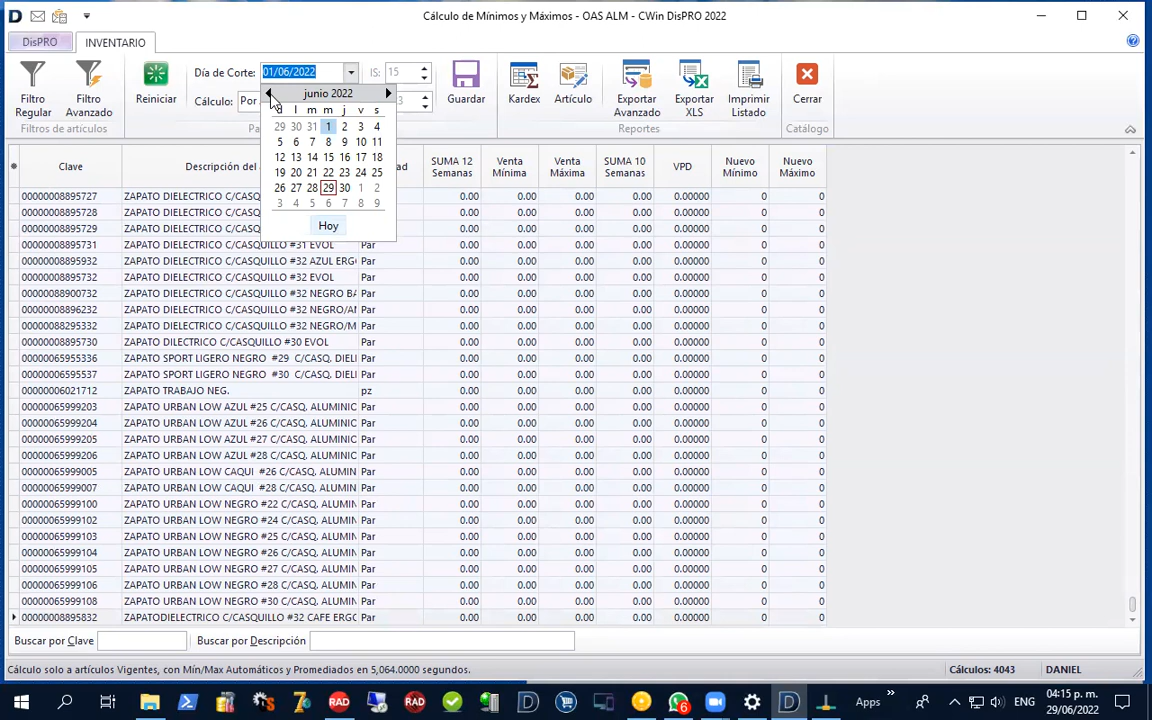 Cálculo de Mínimos y Máximos - OAS ALM - CWin DisPRO 2022
DisPRO INVENTARIO
Filtro Regular
Filtro Avanzado
Filtros de artículos
Reiniciar
Día de Corte: 01/06/2022 IS: 15
Cálculo: Por 3
Pa
Guardar
Kardex
Artículo
Exportar Avanzado
Exportar XLS
Imprimir Listado
Reportes
Cerrar
Catálogo
junio 2022
d l m m j v s
29 30 31 1 2 3 4
5 6 7 8 9 10 11
12 13 14 15 16 17 18
19 20 21 22 23 24 25
26 27 28 29 30 1 2
3 4 5 6 7 8 9
Hoy
Clave Descripción del ad SUMA 12 Semanas Venta Mínima Venta Máxima SUMA 10 Semanas VPD Nuevo Mínimo Nuevo Máximo
00000008895727 ZAPATO DIELECTRICO C/CASQ 0.00 0.00 0.00 0.00 0.00000 0 0
00000008895728 ZAPATO DIELECTRICO C/CASQ 0.00 0.00 0.00 0.00 0.00000 0 0
00000008895729 ZAPATO DIELECTRICO C/CASQ 0.00 0.00 0.00 0.00 0.00000 0 0
00000008895731 ZAPATO DIELECTRICO C/CASQUILLO #31 EVOL Par 0.00 0.00 0.00 0.00 0.00000 0 0
00000008895932 ZAPATO DIELECTRICO C/CASQUILLO #32 AZUL ERG Par 0.00 0.00 0.00 0.00 0.00000 0 0
00000008895732 ZAPATO DIELECTRICO C/CASQUILLO #32 EVOL Par 0.00 0.00 0.00 0.00 0.00000 0 0
00000008900732 ZAPATO DIELECTRICO C/CASQUILLO #32 NEGRO BA Par 0.00 0.00 0.00 0.00 0.00000 0 0
00000008896232 ZAPATO DIELECTRICO C/CASQUILLO #32 NEGRO/AN Par 0.00 0.00 0.00 0.00 0.00000 0 0
00000088295332 ZAPATO DIELECTRICO C/CASQUILLO #32 NEGRO/M Par 0.00 0.00 0.00 0.00 0.00000 0 0
00000008895730 ZAPATO DILECTRICO C/CASQUILLO #30 EVOL Par 0.00 0.00 0.00 0.00 0.00000 0 0
00000065955336 ZAPATO SPORT LIGERO NEGRO #29 C/CASQ, DIEL Par 0.00 0.00 0.00 0.00 0.00000 0 0
00000006595537 ZAPATO SPORT LIGERO NEGRO #30 C/CASQ, DIEL Par 0.00 0.00 0.00 0.00 0.00000 0 0
00000006021712 ZAPATO TRABAJO NEG. pz 0.00 0.00 0.00 0.00 0.00000 0 0
00000065999203 ZAPATO URBAN LOW AZUL #25 C/CASQ, ALUMINIC Par 0.00 0.00 0.00 0.00 0.00000 0 0
00000065999204 ZAPATO URBAN LOW AZUL #26 C/CASQ, ALUMINIC Par 0.00 0.00 0.00 0.00 0.00000 0 0
00000065999205 ZAPATO URBAN LOW AZUL #27 C/CASQ, ALUMINIC Par 0.00 0.00 0.00 0.00 0.00000 0 0
00000065999206 ZAPATO URBAN LOW AZUL #28 C/CASQ, ALUMINIC Par 0.00 0.00 0.00 0.00 0.00000 0 0
00000065999005 ZAPATO URBAN LOW CAQUI #26 C/CASQ, ALUMIN Par 0.00 0.00 0.00 0.00 0.00000 0 0
00000065999007 ZAPATO URBAN LOW CAQUI #28 C/CASQ, ALUMIN Par 0.00 0.00 0.00 0.00 0.00000 0 0
00000065999100 ZAPATO URBAN LOW NEGRO #22 C/CASQ, ALUMIN Par 0.00 0.00 0.00 0.00 0.00000 0 0
00000065999102 ZAPATO URBAN LOW NEGRO #24 C/CASQ, ALUMIN Par 0.00 0.00 0.00 0.00 0.00000 0 0
00000065999103 ZAPATO URBAN LOW NEGRO #25 C/CASQ, ALUMIN Par 0.00 0.00 0.00 0.00 0.00000 0 0
00000065999104 ZAPATO URBAN LOW NEGRO #26 C/CASQ, ALUMIN Par 0.00 0.00 0.00 0.00 0.00000 0 0
00000065999105 ZAPATO URBAN LOW NEGRO #27 C/CASQ, ALUMIN Par 0.00 0.00 0.00 0.00 0.00000 0 0
00000065999106 ZAPATO URBAN LOW NEGRO #28 C/CASQ, ALUMIN Par 0.00 0.00 0.00 0.00 0.00000 0 0
00000065999108 ZAPATO URBAN LOW NEGRO #30 C/CASQ, ALUMIN Par 0.00 0.00 0.00 0.00 0.00000 0 0
00000008895832 ZAPATODIELECTRICO C/CASQUILLO #32 CAFE ERGO Par 0.00 0.00 0.00 0.00 0.00000 0 0
Buscar por Clave Buscar por Descripción
Cálculo solo a artículos Vigentes, con Mín/Max Automáticos y Promediados en 5,064.0000 segundos. Cálculos: 4043 DANIEL
RAD RAD 6 Apps ENG 04:15 p. m.
29/06/2022